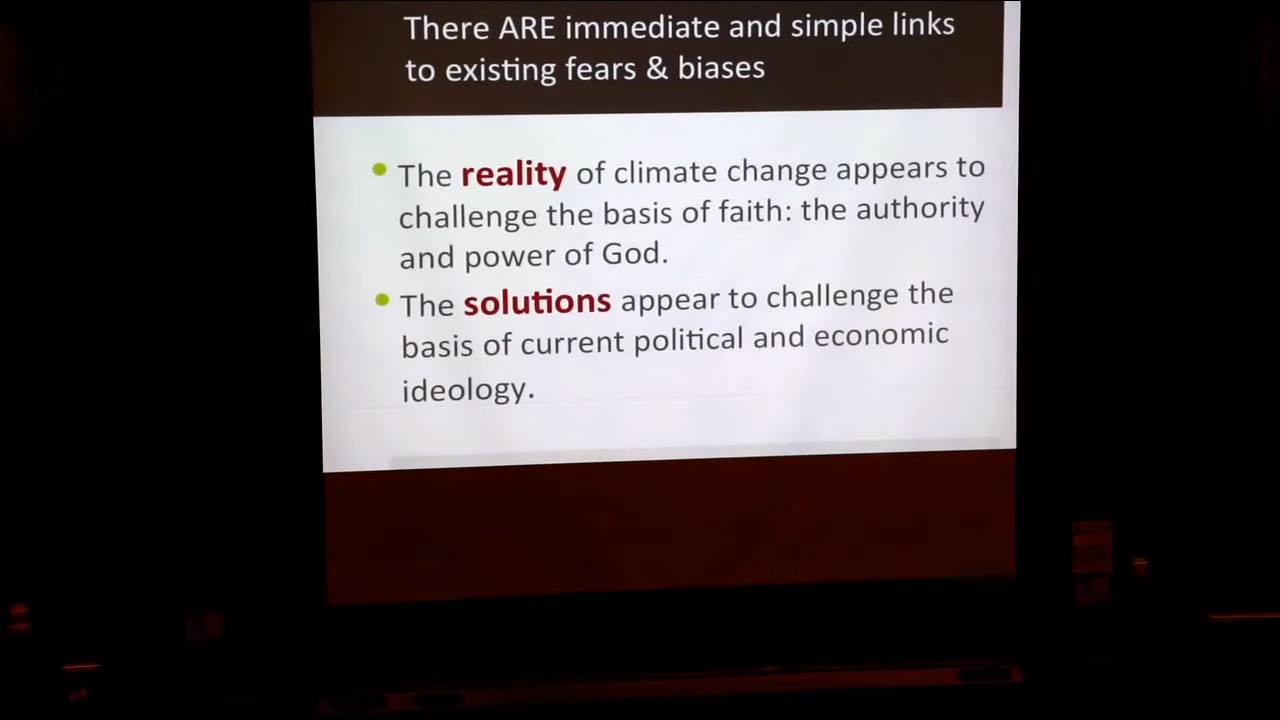 There ARE immediate and simple links
to existing fears & biases
• The reality of climate change appears to
challenge the basis of faith: the authority
and power of God.
• The solutions appear to challenge the
basis of current political and economic
ideology.